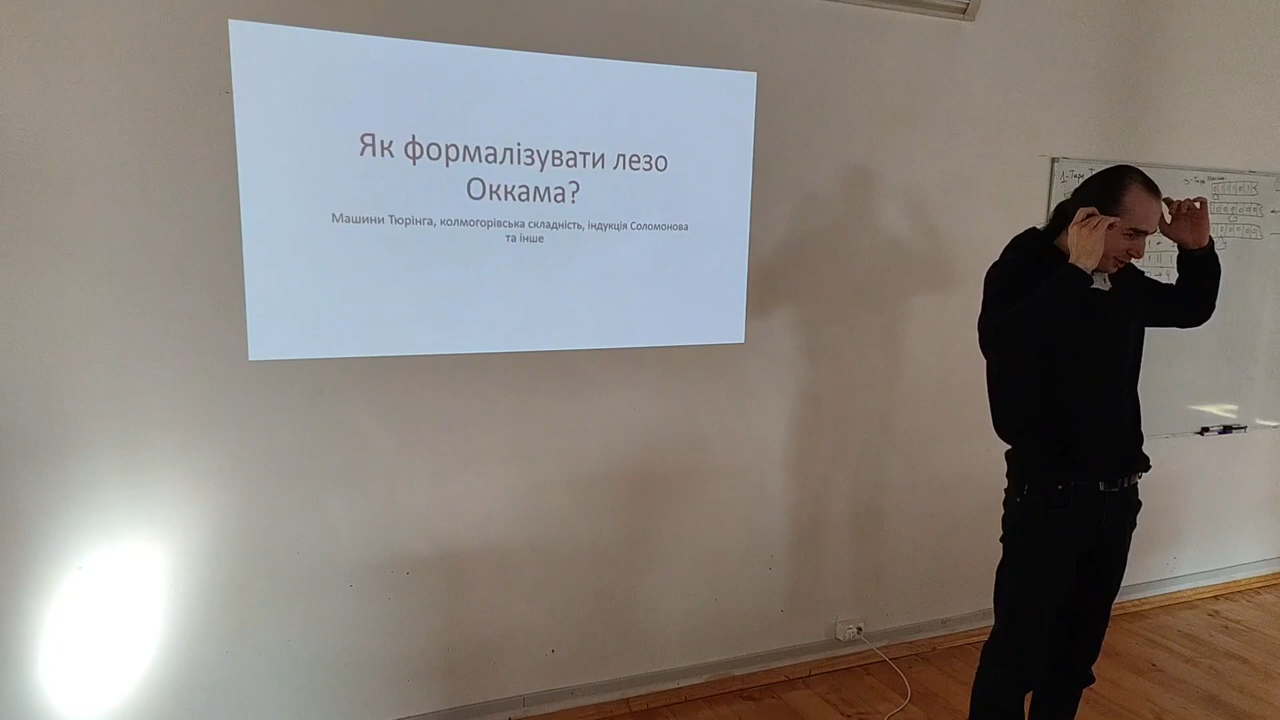 Як формалізувати лезо
Оккама?
Машини Тюрінга, колмогорівська складність, індукція Соломонова
та інше